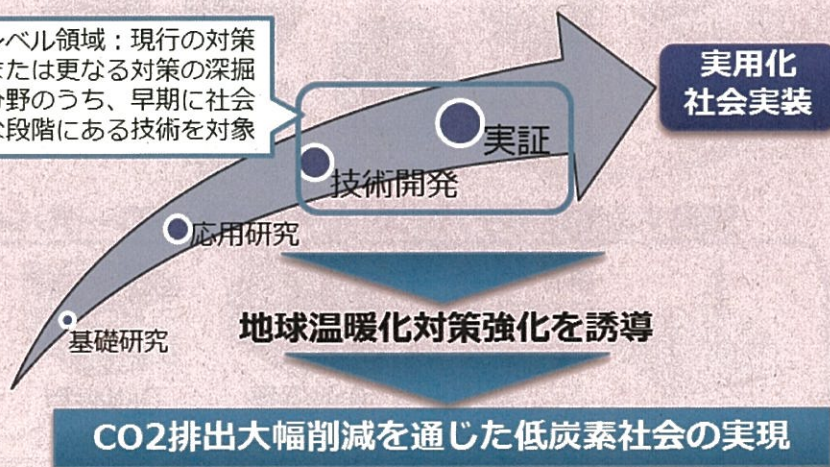 ベル領域：現行の対策
たは更なる対策の深掘
野のうち、早期に社会
段階にある技術を対象
実用化
社会実装
実証
技術開発
応用研究
基礎研究
地球温暖化対策強化を誘導
CO2排出大幅削減を通じた低炭素社会の実現